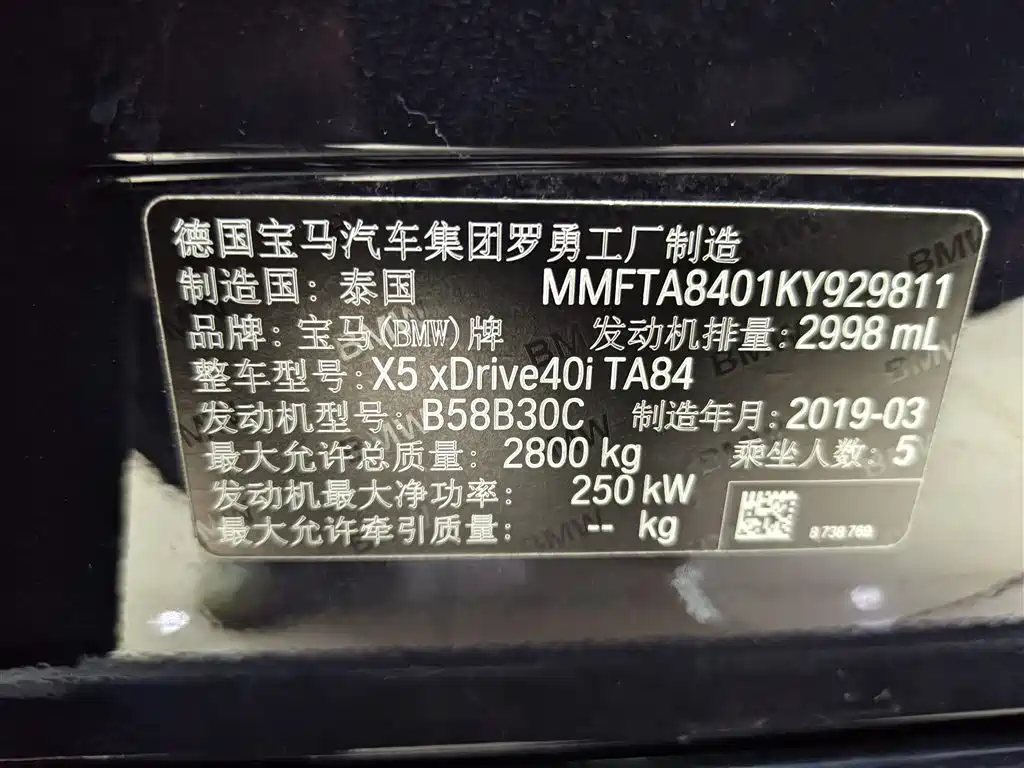 德国宝马汽车集团罗勇工厂制造
制造国：泰国 MMFTA8401KY929811
品牌：宝马(BMW)牌 发动机排量：2998 mL
整车型号：X5 xDrive40i TA84
发动机型号：B58B30C 制造年月：2019-03
最大允许总质量：2800 kg 乘坐人数：5
发动机最大净功率：250 kW
最大允许牵引质量：-- kg
8 738 769